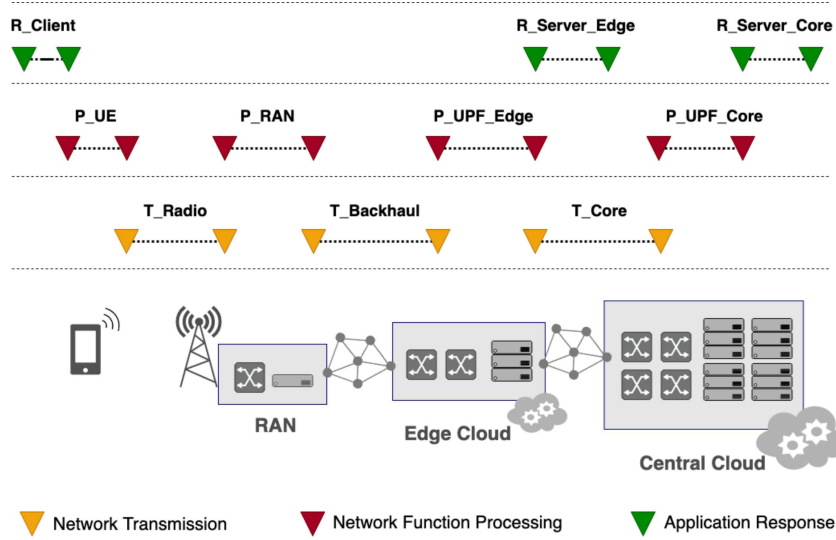 R_Client R_Server_Edge R_Server_Core
P_UE P_RAN P_UPF_Edge P_UPF_Core
T_Radio T_Backhaul T_Core
RAN
Edge Cloud
Central Cloud
Network Transmission Network Function Processing Application Response